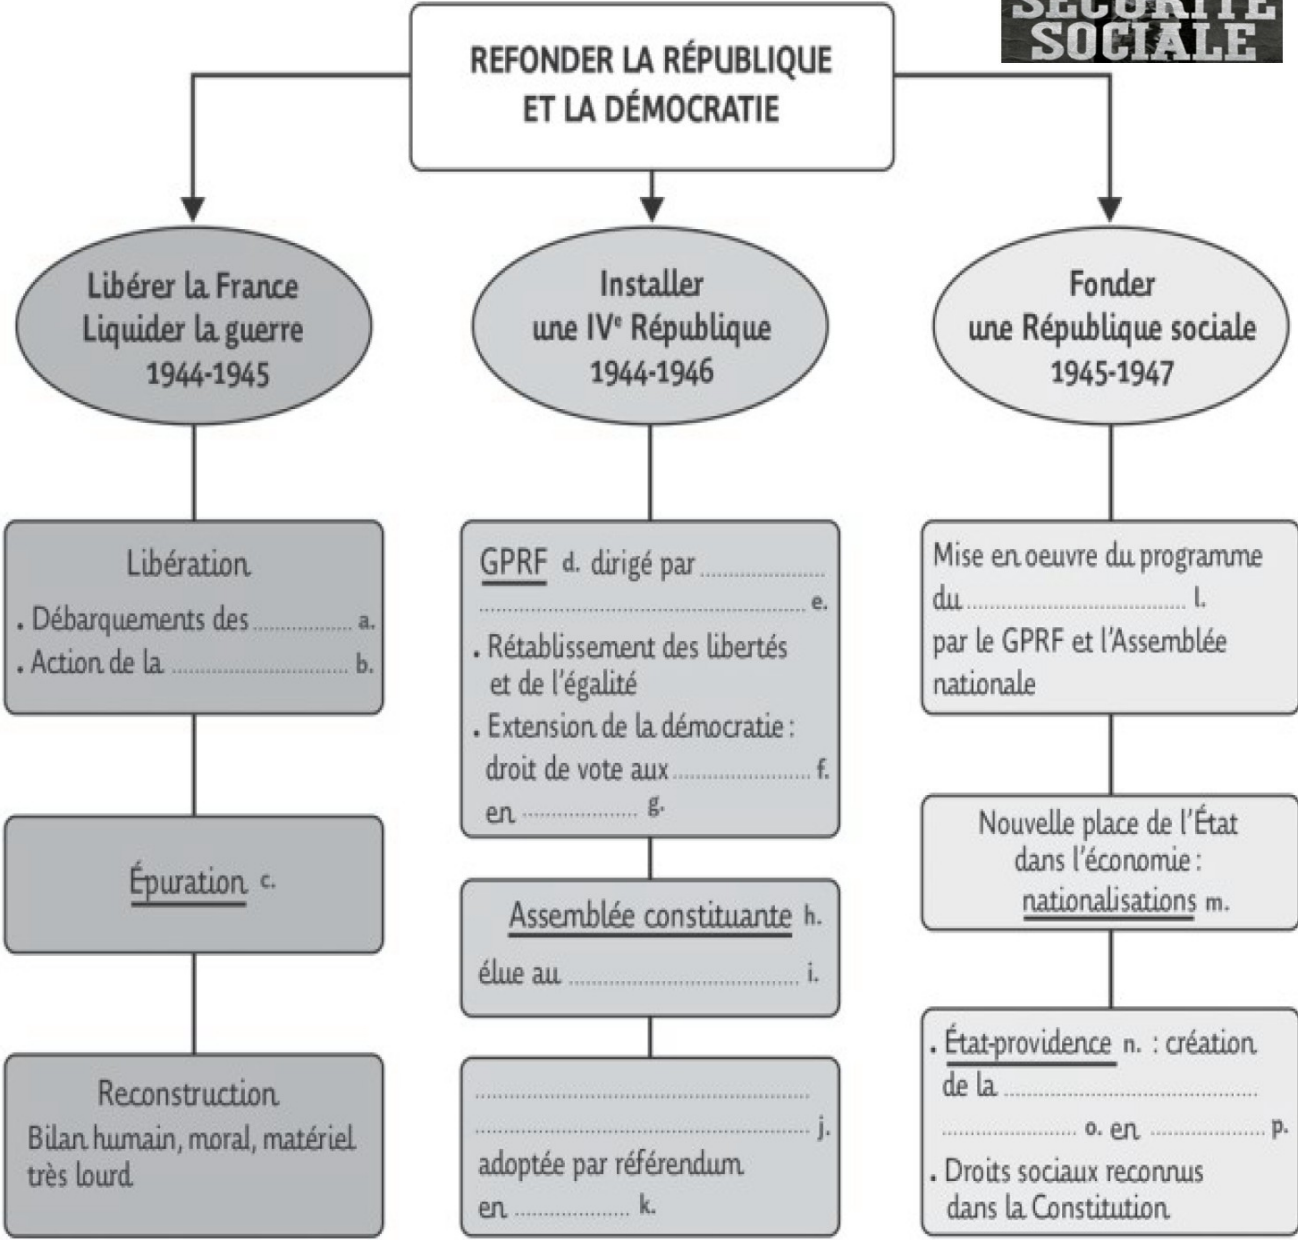 SÉCURITÉ
SOCIALE
REFONDER LA RÉPUBLIQUE
ET LA DÉMOCRATIE
Libérer la France
Liquider la guerre
1944-1945
Libération
. Débarquements des .................. a.
. Action de la .................. b.
Épuration c.
Reconstruction
Bilan humain, moral, matériel
très lourd
Installer
une IVe République
1944-1946
GPRF d. dirigé par ..................
.................. e.
. Rétablissement des libertés
et de l'égalité
. Extension de la démocratie :
droit de vote aux .................. f.
en .................. g.
Assemblée constituante h.
élue au .................. i.
..................
.................. j.
adoptée par référendum
en .................. k.
Fonder
une République sociale
1945-1947
Mise en oeuvre du programme
du .................. l.
par le GPRF et l'Assemblée
nationale
Nouvelle place de l'État
dans l'économie :
nationalisations m.
. État-providence n. : création
de la ..................
.................. o. en .................. p.
. Droits sociaux reconnus
dans la Constitution